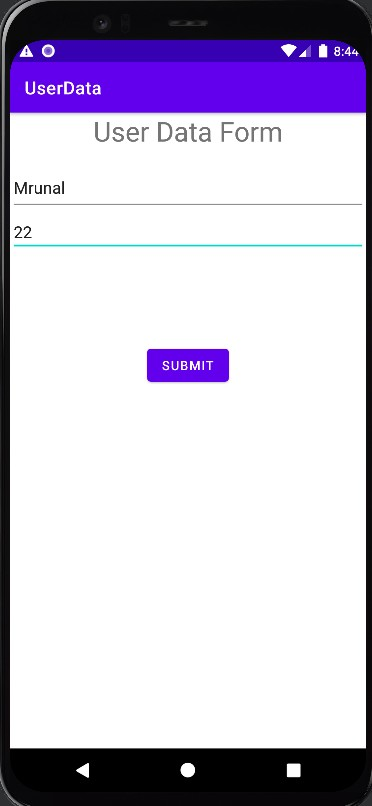 8:44
UserData
User Data Form
Mrunal
22
SUBMIT